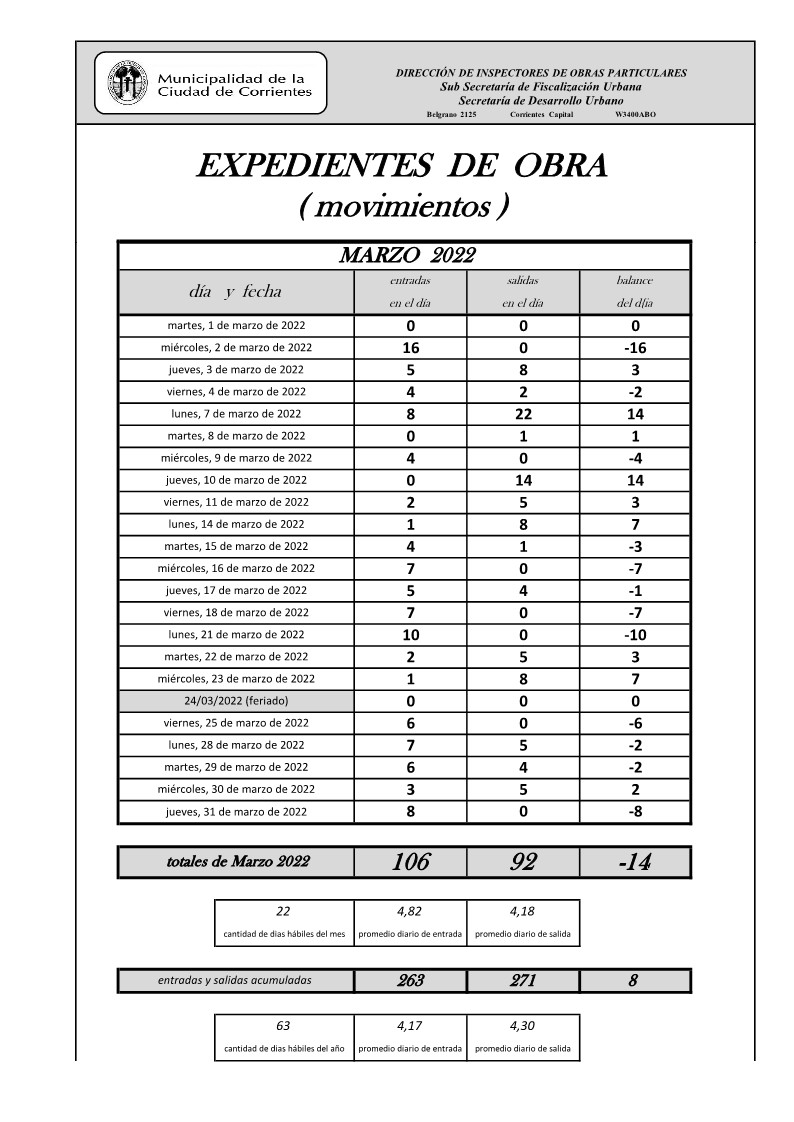 Municipalidad de la
Ciudad de Corrientes
DIRECCIÓN DE INSPECTORES DE OBRAS PARTICULARES
Sub Secretaría de Fiscalización Urbana
Secretaría de Desarrollo Urbano
Belgrano 2125 Corrientes Capital W3400ABO
EXPEDIENTES DE OBRA
( movimientos )
MARZO 2022
día y fecha entradas en el día salidas en el día balance del d{ia
martes, 1 de marzo de 2022 0 0 0
miércoles, 2 de marzo de 2022 16 0 -16
jueves, 3 de marzo de 2022 5 8 3
viernes, 4 de marzo de 2022 4 2 -2
lunes, 7 de marzo de 2022 8 22 14
martes, 8 de marzo de 2022 0 1 1
miércoles, 9 de marzo de 2022 4 0 -4
jueves, 10 de marzo de 2022 0 14 14
viernes, 11 de marzo de 2022 2 5 3
lunes, 14 de marzo de 2022 1 8 7
martes, 15 de marzo de 2022 4 1 -3
miércoles, 16 de marzo de 2022 7 0 -7
jueves, 17 de marzo de 2022 5 4 -1
viernes, 18 de marzo de 2022 7 0 -7
lunes, 21 de marzo de 2022 10 0 -10
martes, 22 de marzo de 2022 2 5 3
miércoles, 23 de marzo de 2022 1 8 7
24/03/2022 (feriado) 0 0 0
viernes, 25 de marzo de 2022 6 0 -6
lunes, 28 de marzo de 2022 7 5 -2
martes, 29 de marzo de 2022 6 4 -2
miércoles, 30 de marzo de 2022 3 5 2
jueves, 31 de marzo de 2022 8 0 -8
totales de Marzo 2022 106 92 -14
22 4,82 4,18
cantidad de dias hábiles del mes promedio diario de entrada promedio diario de salida
entradas y salidas acumuladas 263 271 8
63 4,17 4,30
cantidad de dias hábiles del año promedio diario de entrada promedio diario de salida